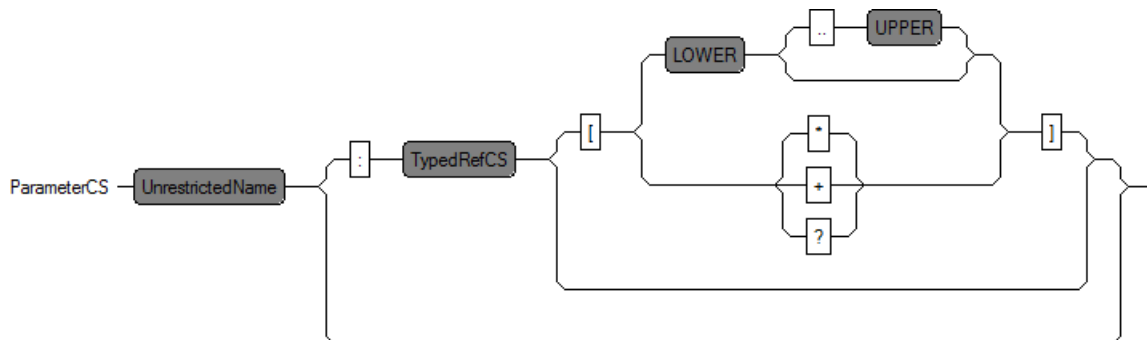 .. UPPER
LOWER
[ * ]
: TypedRefCS
ParameterCS UnrestrictedName +
?